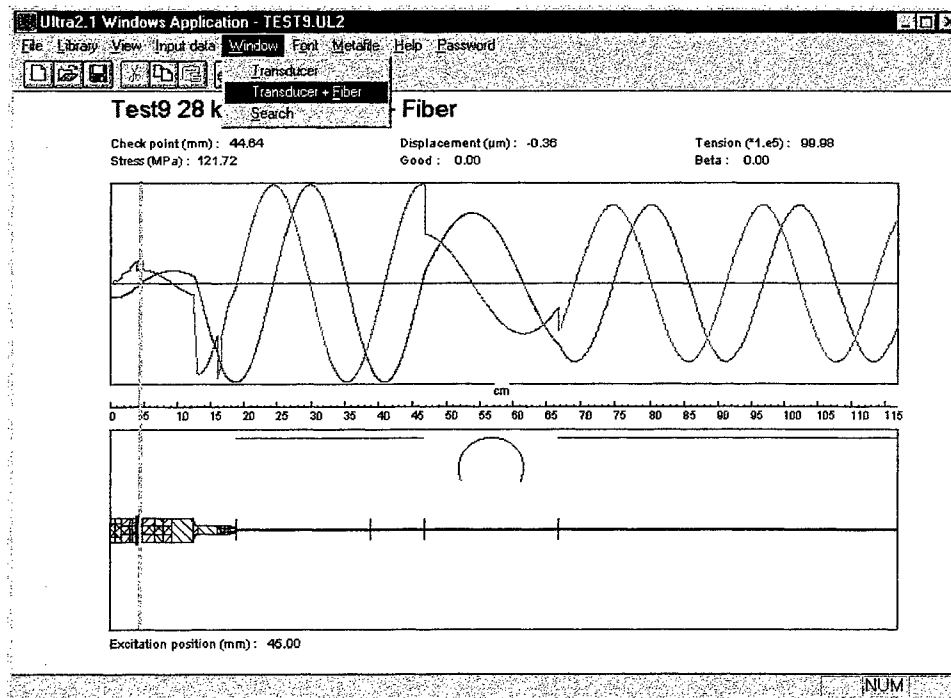 Ultra2.1 Windows Application - TEST9.UL2
File Library View Input data Window Font Metafile Help Password
Transducer
Transducer + Fiber
Search
Test9 28 k
Fiber
Check point (mm) : 44.64 Displacement (µm) : -0.36 Tension (*1.e5) : 99.98
Stress (MPa) : 121.72 Good : 0.00 Beta : 0.00
cm
0 5 10 15 20 25 30 35 40 45 50 55 60 65 70 75 80 85 90 95 100 105 110 115
Excitation position (mm) : 45.00
NUM